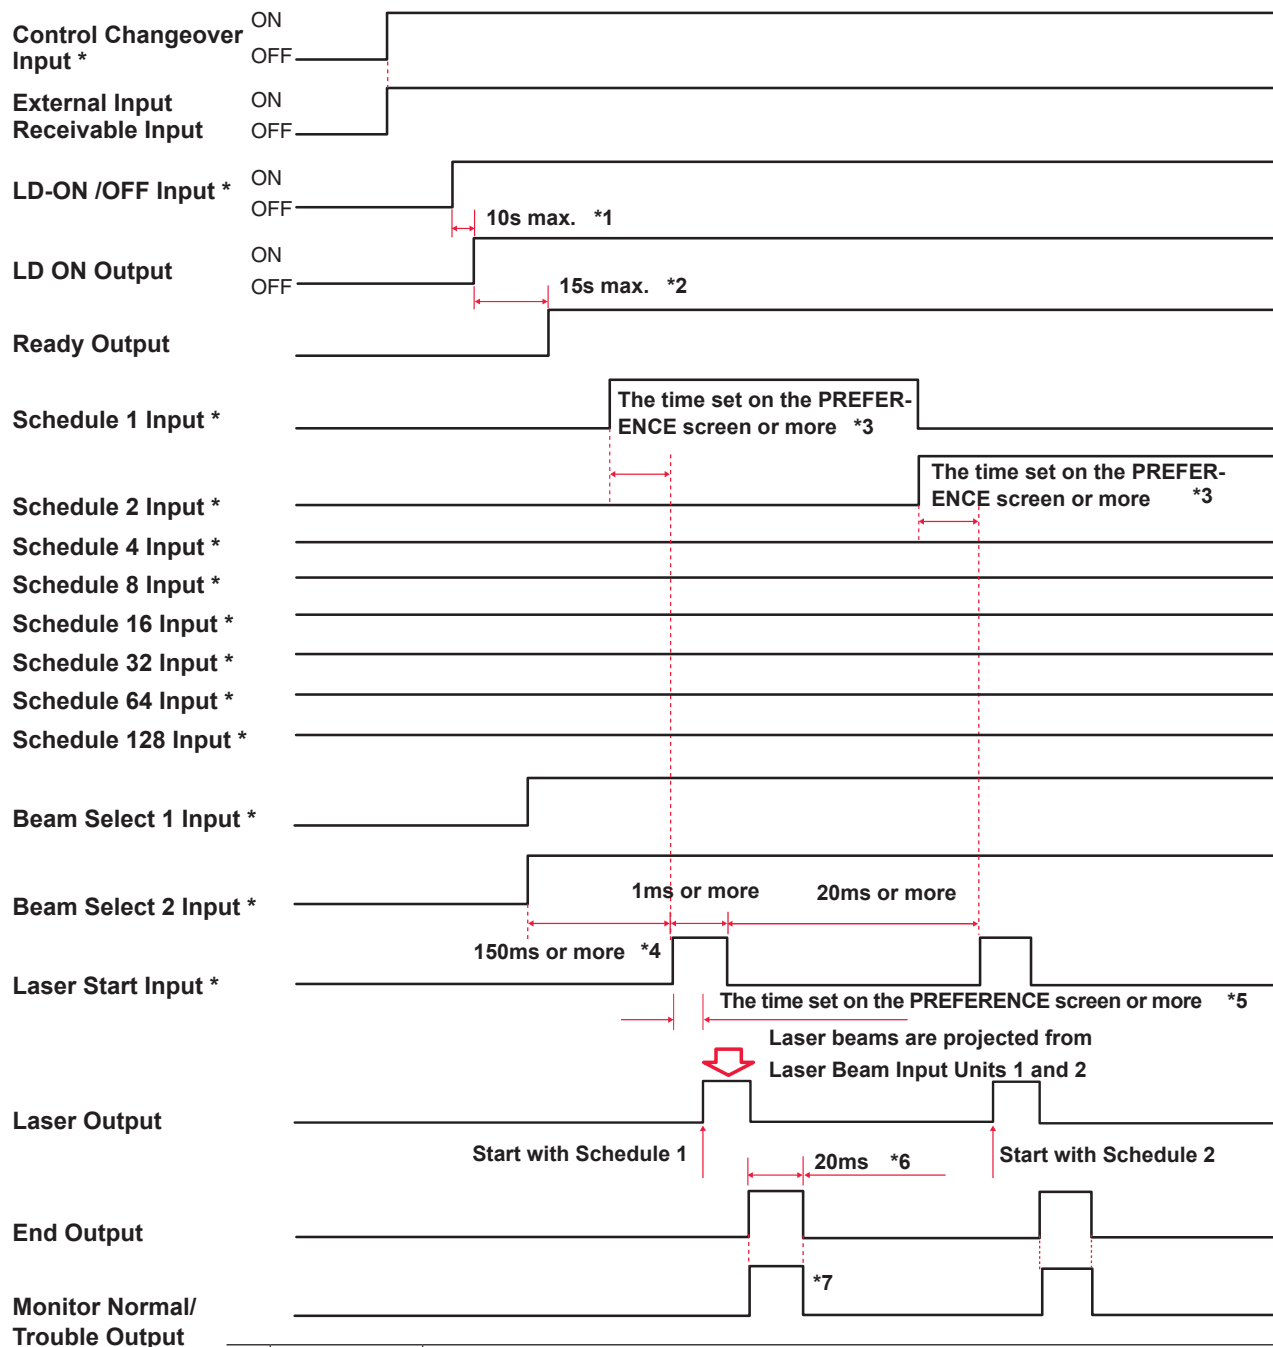 Control Changeover
Input *
ON
OFF
External Input
Receivable Input
ON
OFF
LD-ON /OFF Input *
ON
OFF
10s max. *1
LD ON Output
ON
OFF
15s max. *2
Ready Output
Schedule 1 Input *
The time set on the PREFER-
ENCE screen or more *3
Schedule 2 Input *
The time set on the PREFER-
ENCE screen or more *3
Schedule 4 Input *
Schedule 8 Input *
Schedule 16 Input *
Schedule 32 Input *
Schedule 64 Input *
Schedule 128 Input *
Beam Select 1 Input *
Beam Select 2 Input *
1ms or more
20ms or more
150ms or more *4
Laser Start Input *
The time set on the PREFERENCE screen or more *5
Laser beams are projected from
Laser Beam Input Units 1 and 2
Laser Output
Start with Schedule 1
Start with Schedule 2
20ms *6
End Output
*7
Monitor Normal/
Trouble Output